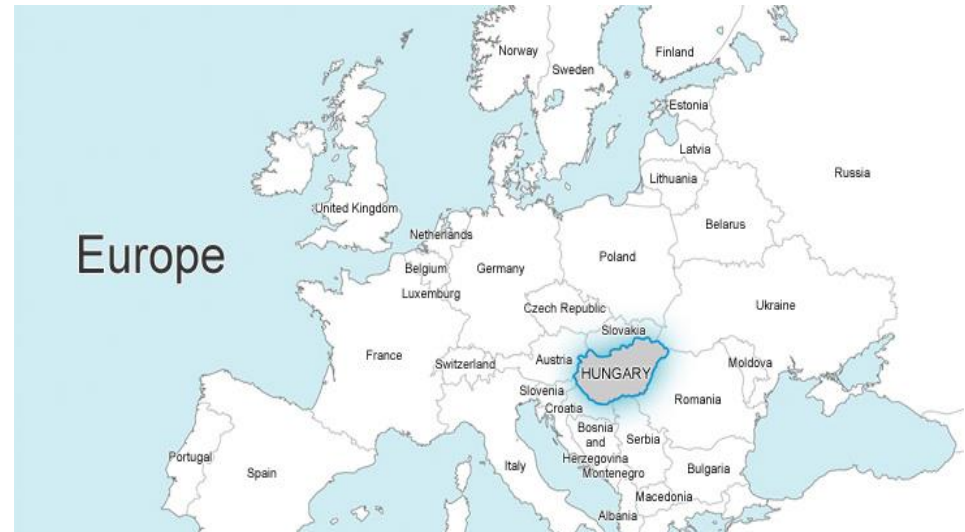 Norway
Finland
Sweden
Estonia
Latvia
Russia
Lithuania
United Kingdom
Belarus
Netherlands
Europe
Poland
Belgium
Germany
Luxemburg
Ukraine
Czech Republic
Slovakia
France
Austria
Switzerland
Moldova
HUNGARY
Slovenia
Romania
Croatia
Bosnia
and
Herzegovina
Serbia
Portugal
Spain
Italy
Montenegro
Bulgaria
Macedonia
Albania